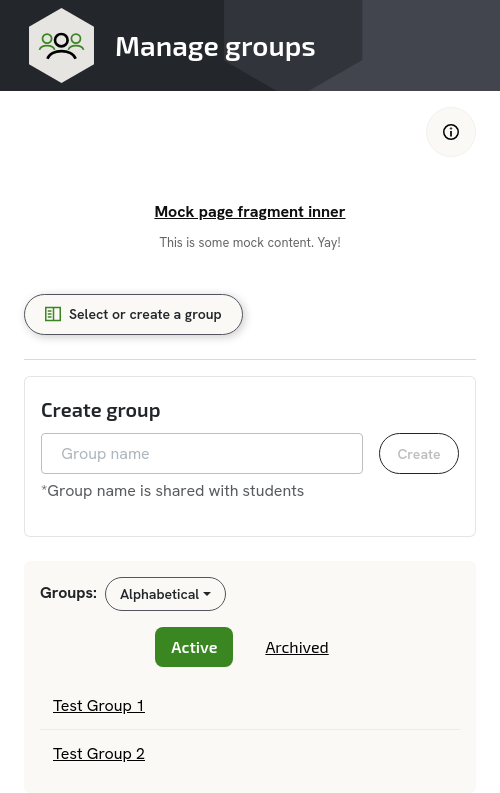 Manage groups
Mock page fragment inner
This is some mock content. Yay!
Select or create a group
Create group
Group name
Create
*Group name is shared with students
Groups:
Alphabetical
Active
Archived
Test Group 1
Test Group 2